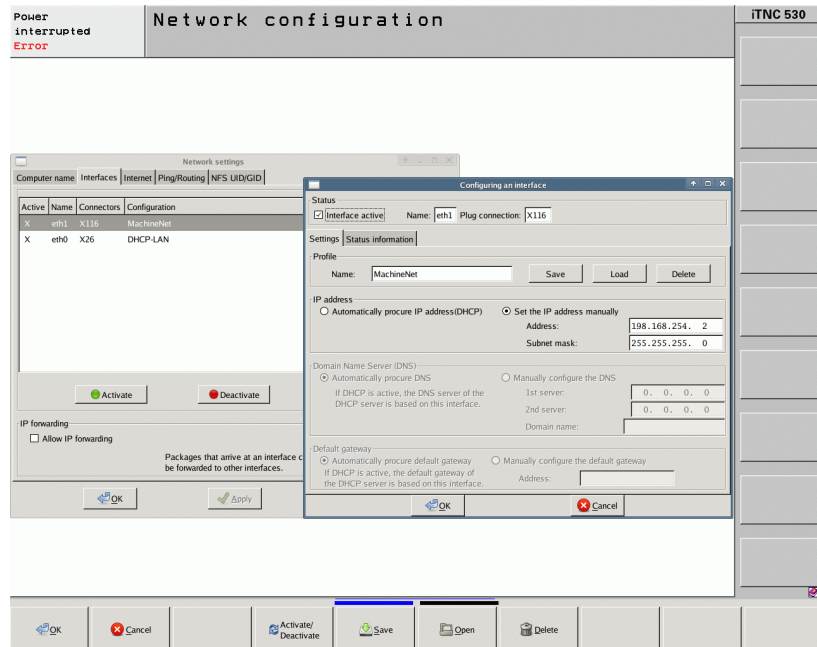 Power
interrupted
Error
Network configuration
iTNC 530
Network settings
Computer name Interfaces Internet Ping/Routing NFS UID/GID
Active Name Connectors Configuration
X eth1 X116 MachineNet
X eth0 X26 DHCP-LAN
Activate Deactivate
IP forwarding
Allow IP forwarding
Packages that arrive at an interface c
be forwarded to other interfaces.
OK Apply
Configuring an interface
Status
Interface active Name: eth1 Plug connection: X116
Settings Status information
Profile
Name: MachineNet Save Load Delete
IP address
Automatically procure IP address(DHCP) Set the IP address manually
Address: 198.168.254. 2
Subnet mask: 255.255.255. 0
Domain Name Server (DNS)
Automatically procure DNS Manually configure the DNS
If DHCP is active, the DNS server of the
DHCP server is based on this interface.
1st server: 0. 0. 0. 0
2nd server: 0. 0. 0. 0
Domain name:
Default gateway
Automatically procure default gateway Manually configure the default gateway
If DHCP is active, the default gateway of
the DHCP server is based on this interface.
Address:
OK Cancel
OK Cancel Activate/
Deactivate Save Open Delete